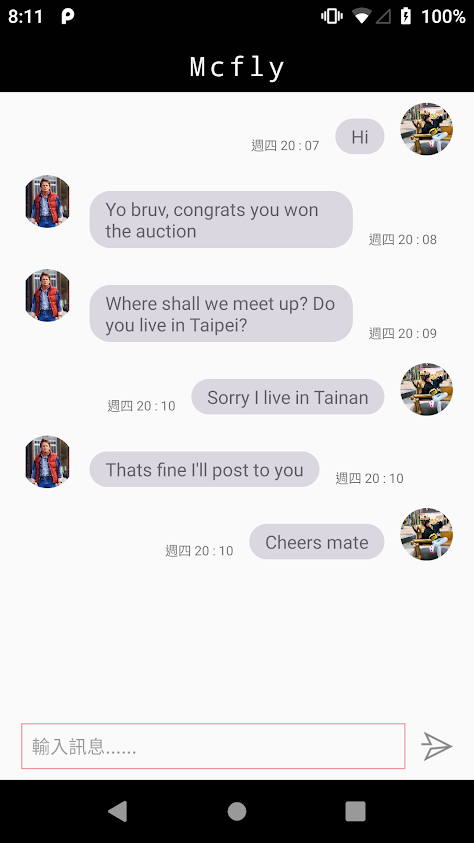 8:11
100%
Mcfly
Hi
週四 20 : 07
Yo bruv, congrats you won
the auction
週四 20 : 08
Where shall we meet up? Do
you live in Taipei?
週四 20 : 09
Sorry I live in Tainan
週四 20 : 10
Thats fine I'll post to you
週四 20 : 10
Cheers mate
週四 20 : 10
輸入訊息......